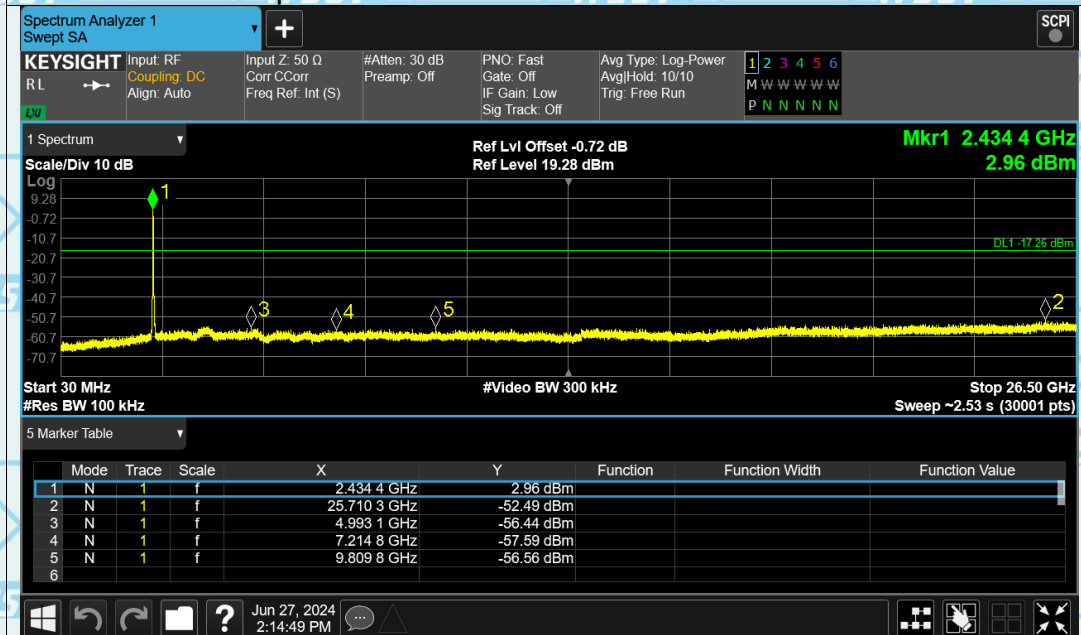 Spectrum Analyzer 1
Swept SA
+
SCPI
KEYSIGHT
R L
LXI
Input: RF
Coupling: DC
Align: Auto
Input Z: 50 Ω
Corr CCorr
Freq Ref: Int (S)
#Atten: 30 dB
Preamp: Off
PNO: Fast
Gate: Off
IF Gain: Low
Sig Track: Off
Avg Type: Log-Power
Avg|Hold: 10/10
Trig: Free Run
1 2 3 4 5 6
M W W W W W
P N N N N N
1 Spectrum
Scale/Div 10 dB
Log
Ref Lvl Offset -0.72 dB
Ref Level 19.28 dBm
Mkr1 2.434 4 GHz
2.96 dBm
9.28
-0.72
-10.7
-20.7
-30.7
-40.7
-50.7
-60.7
-70.7
1
3
4
5
2
DL1 -17.26 dBm
Start 30 MHz
#Res BW 100 kHz
#Video BW 300 kHz
Stop 26.50 GHz
Sweep ~2.53 s (30001 pts)
5 Marker Table
Mode Trace Scale X Y Function Function Width Function Value
1 N 1 f 2.434 4 GHz 2.96 dBm
2 N 1 f 25.710 3 GHz -52.49 dBm
3 N 1 f 4.993 1 GHz -56.44 dBm
4 N 1 f 7.214 8 GHz -57.59 dBm
5 N 1 f 9.809 8 GHz -56.56 dBm
6
?
Jun 27, 2024
2:14:49 PM